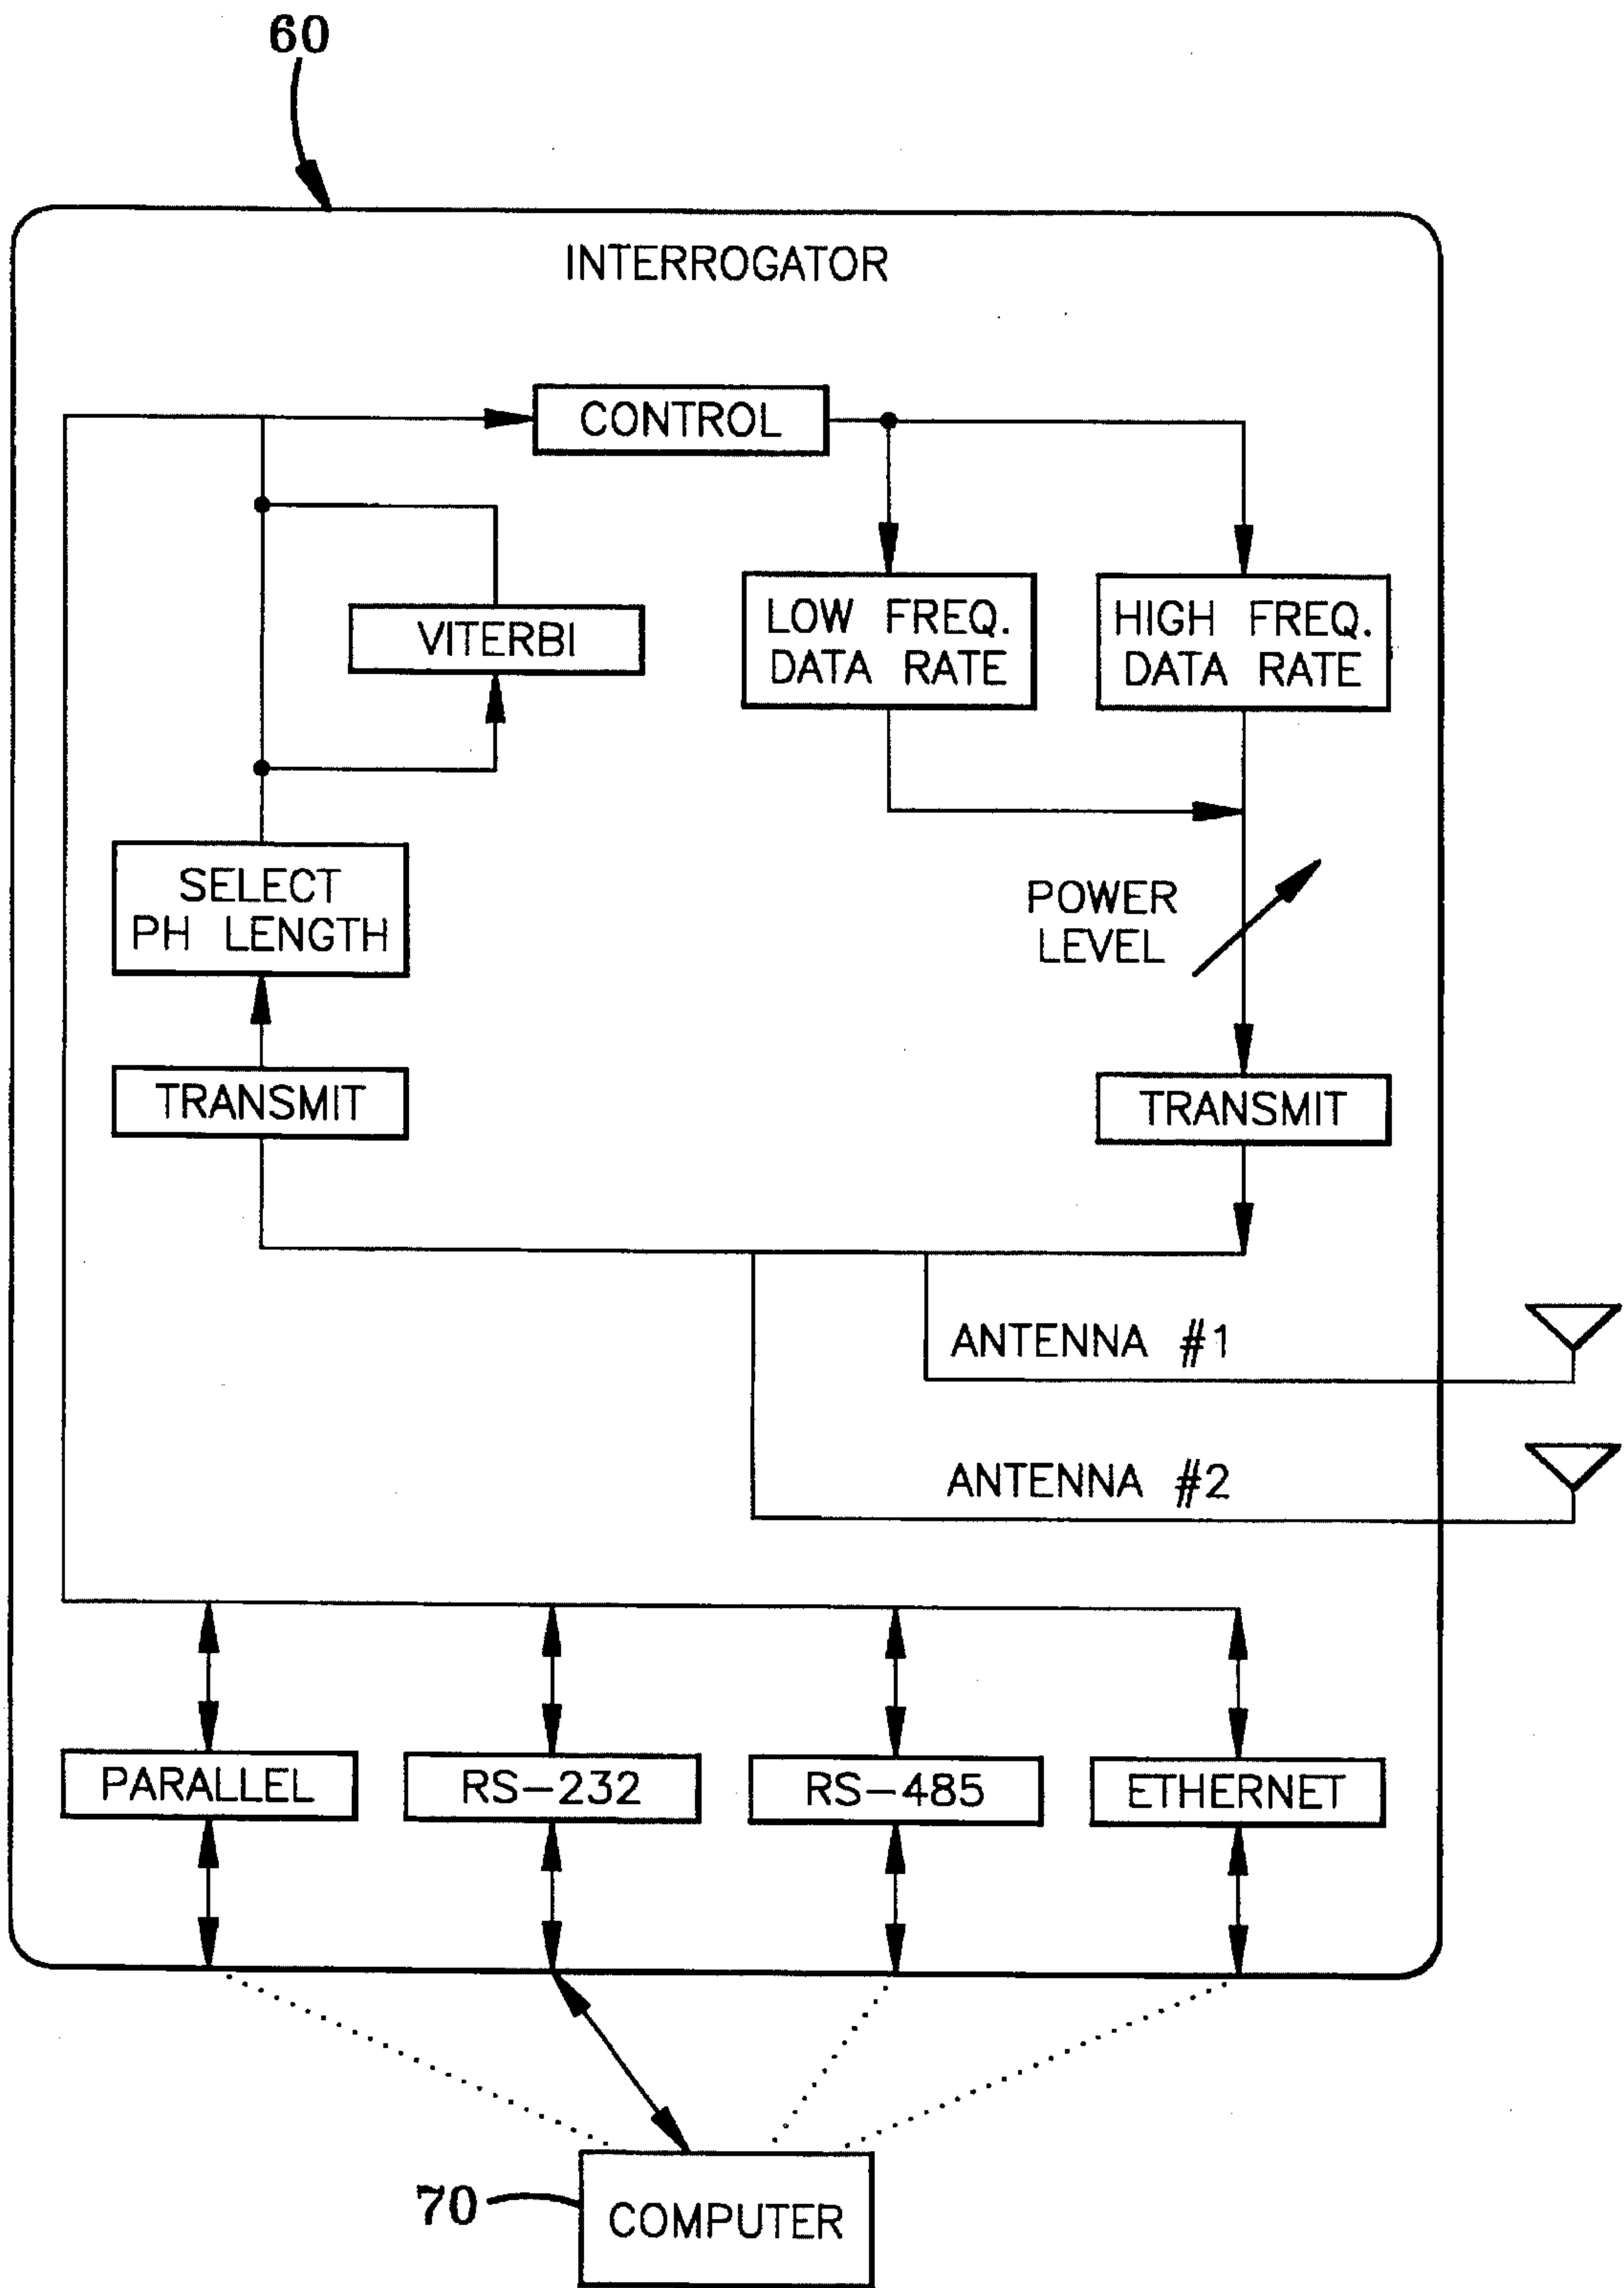 60
INTERROGATOR
CONTROL
VITERBI
LOW FREQ.
DATA RATE
HIGH FREQ.
DATA RATE
SELECT
PH LENGTH
POWER
LEVEL
TRANSMIT
TRANSMIT
ANTENNA #1
ANTENNA #2
PARALLEL
RS-232
RS-485
ETHERNET
70
COMPUTER